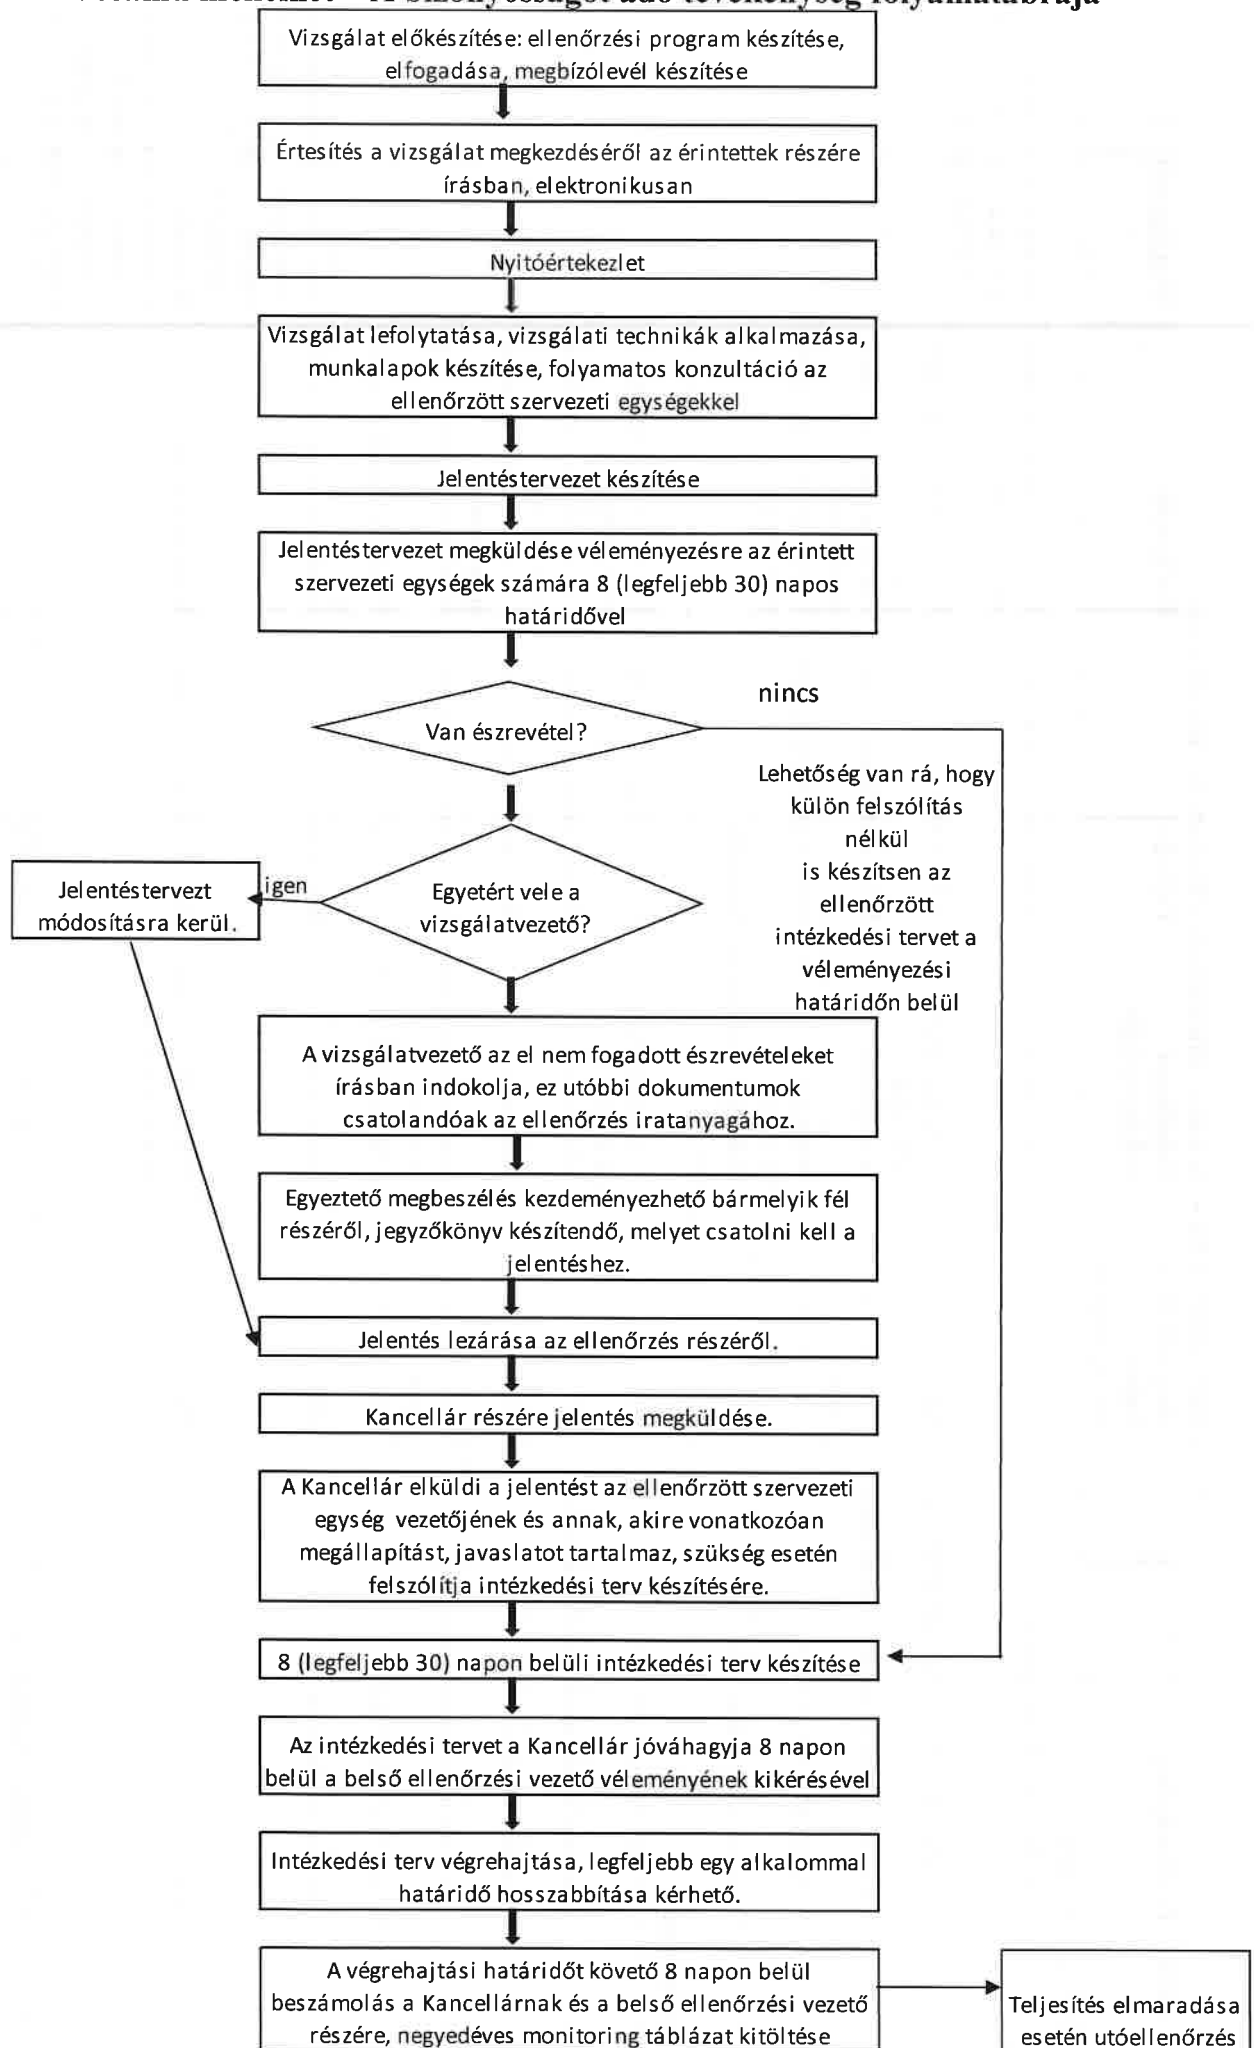 A bizonyosságot adó tevékenység folyamatábrája
Vizsgálat előkészítése: ellenőrzési program készítése,
elfogadása, megbízólevél készítése
Értesítés a vizsgálat megkezdéséről az érintettek részére
írásban, elektronikusan
Nyitóértekezlet
Vizsgálat lefolytatása, vizsgálati technikák alkalmazása,
munkalapok készítése, folyamatos konzultáció az
ellenőrzött szervezeti egységekkel
Jelentéstervezet készítése
Jelentéstervezet megküldése véleményezésre az érintett
szervezeti egységek számára 8 (legfeljebb 30) napos
határidővel
nincs
Van észrevétel?
Lehetőség van rá, hogy
külön felszólítás
nélkül
is készítsen az
ellenőrzött
intézkedési tervet a
véleményezési
határidőn belül
Egyetért vele a
vizsgálatvezető?
igen
Jelentéstervezt
módosításra kerül.
A vizsgálatvezető az el nem fogadott észrevételeket
írásban indokolja, ez utóbbi dokumentumok
csatolandóak az ellenőrzés iratanyagához.
Egyeztető megbeszélés kezdeményezhető bármelyik fél
részéről, jegyzőkönyv készítendő, melyet csatolni kell a
jelentéshez.
Jelentés lezárása az ellenőrzés részéről.
Kancellár részére jelentés megküldése.
A Kancellár elküldi a jelentést az ellenőrzött szervezeti
egység vezetőjének és annak, akire vonatkozóan
megállapítást, javaslatot tartalmaz, szükség esetén
felszólítja intézkedési terv készítésére.
8 (legfeljebb 30) napon belüli intézkedési terv készítése
Az intézkedési tervet a Kancellár jóváhagyja 8 napon
belül a belső ellenőrzési vezető véleményének kikérésével
Intézkedési terv végrehajtása, legfeljebb egy alkalommal
határidő hosszabbítása kérhető.
A végrehajtási határidőt követő 8 napon belül
beszámolás a Kancellárnak és a belső ellenőrzési vezető
részére, negyedéves monitoring táblázat kitöltése
Teljesítés elmaradása
esetén utóellenőrzés